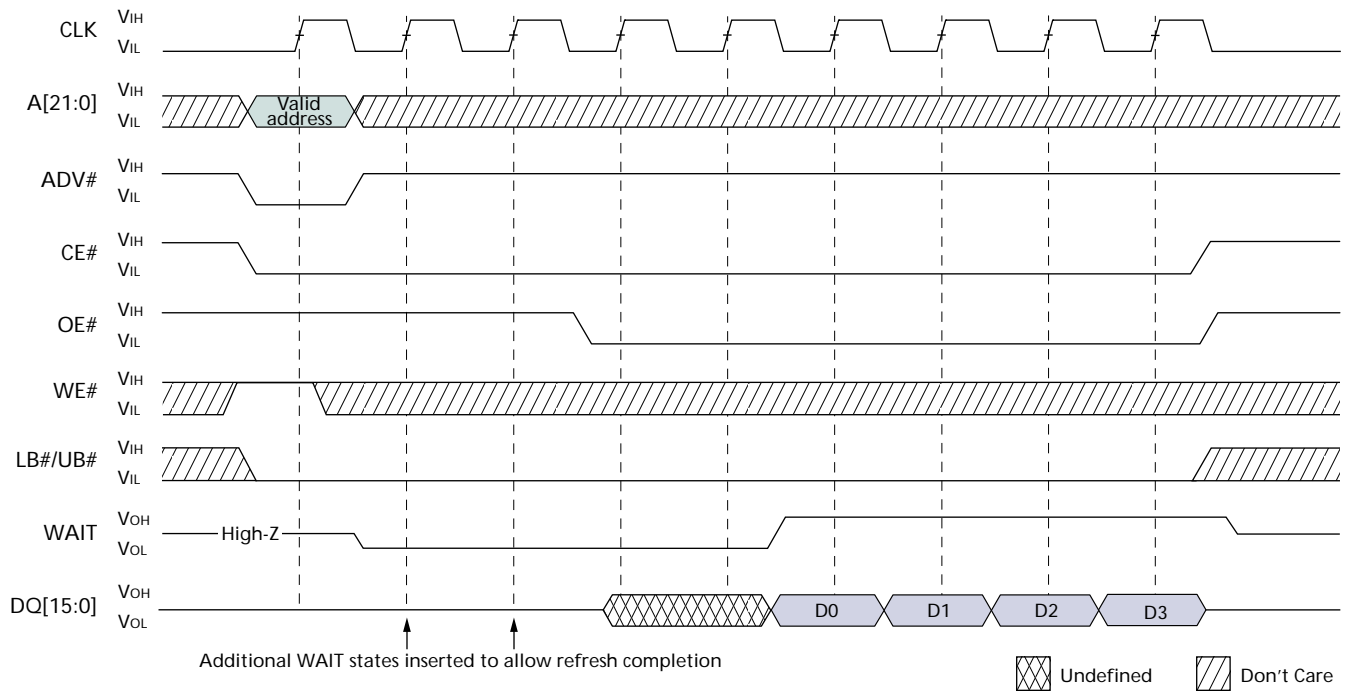 CLK VIH
VIL
A[21:0] VIH
VIL
Valid
address
ADV# VIH
VIL
CE# VIH
VIL
OE# VIH
VIL
WE# VIH
VIL
LB#/UB# VIH
VIL
WAIT VOH
VOL
High-Z
DQ[15:0] VOH
VOL
D0 D1 D2 D3
Additional WAIT states inserted to allow refresh completion
Undefined Don't Care